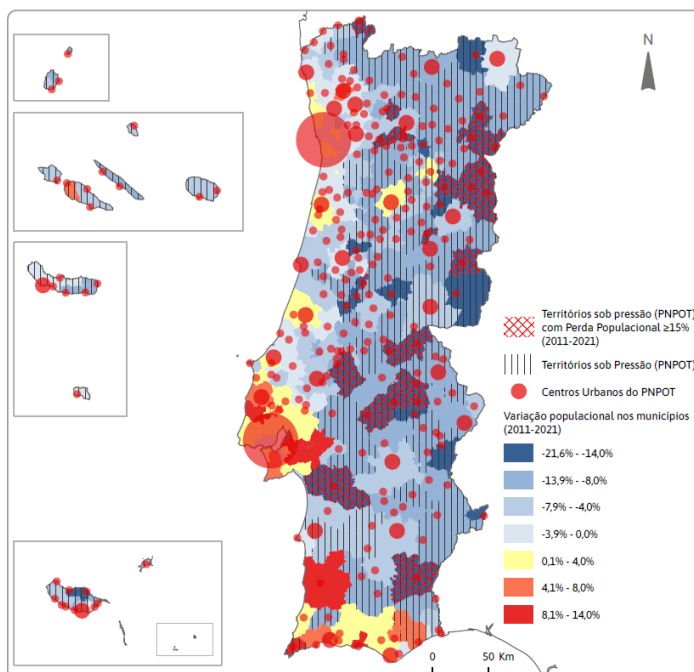 N
Territórios sob pressão (PNPOT)
com Perda Populacional ≥15%
(2011-2021)
Territórios sob Pressão (PNPOT)
Centros Urbanos do PNPOT
Variação populacional nos municípios
(2011-2021)
-21,6% - -14,0%
-13,9% - -8,0%
-7,9% - -4,0%
-3,9% - 0,0%
0,1% - 4,0%
4,1% - 8,0%
8,1% - 14,0%
0 50 Km